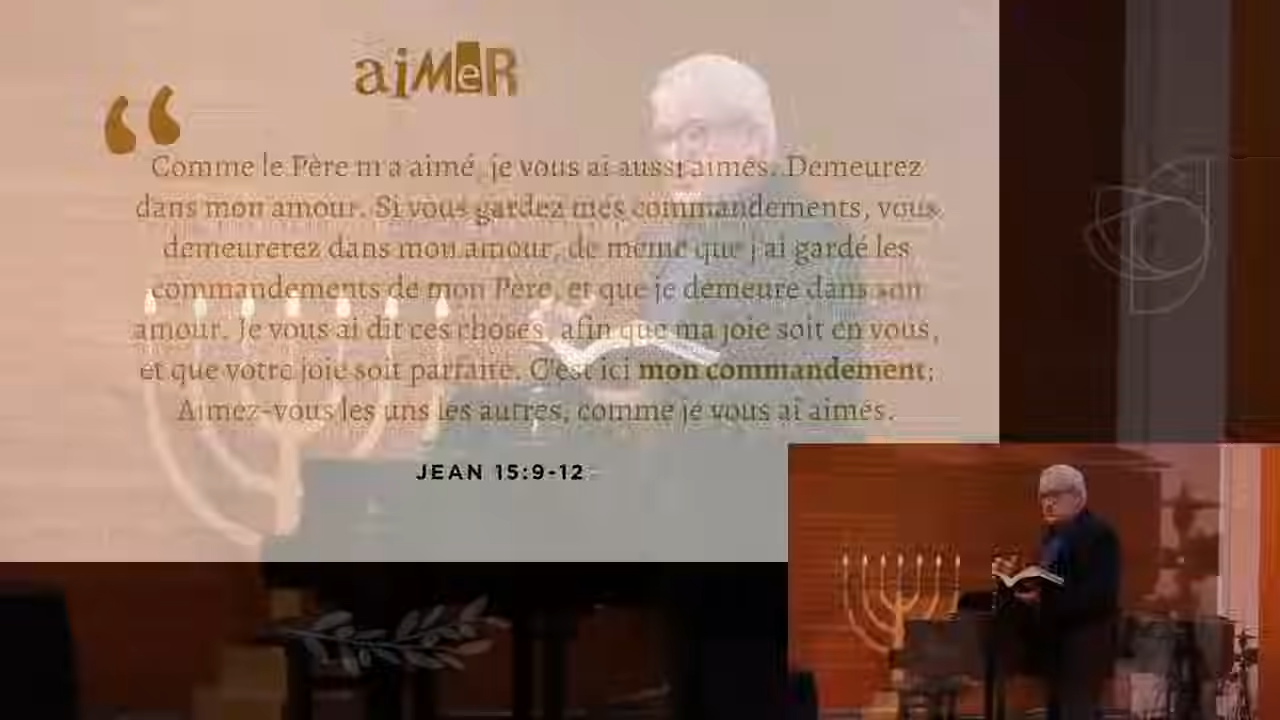 aiMeR
“
Comme le Père m'a aimé, je vous ai aussi aimés. Demeurez
dans mon amour. Si vous gardez mes commandements, vous
demeurerez dans mon amour, de même que j'ai gardé les
commandements de mon Père, et que je demeure dans son
amour. Je vous ai dit ces choses, afin que ma joie soit en vous,
et que votre joie soit parfaite. C'est ici mon commandement:
Aimez-vous les uns les autres, comme je vous ai aimés.
JEAN 15:9-12